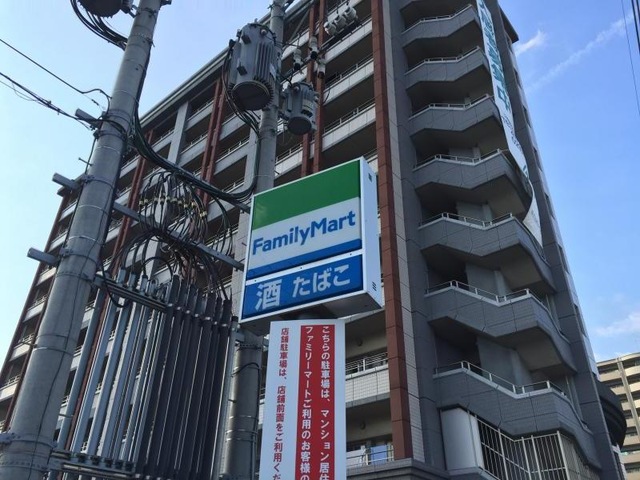 FamilyMart
酒 たばこ
こちらの駐車場は、マンション居住
ファミリーマートご利用のお客様の
店舗駐車場は、店舗前面をご利用くだ